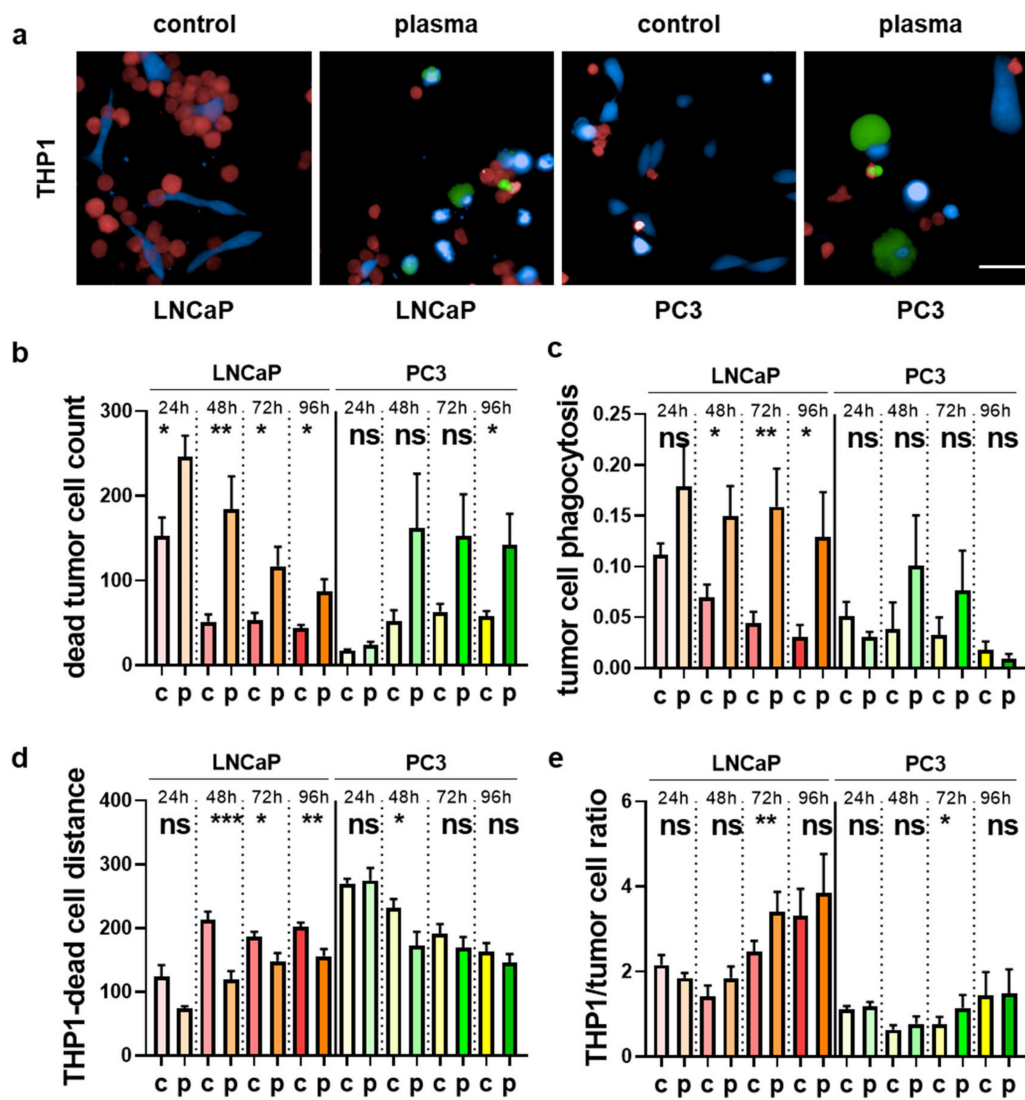 a
control plasma control plasma
THP1
LNCaP LNCaP PC3 PC3
b
LNCaP PC3
24h 48h 72h 96h 24h 48h 72h 96h
* ** * * ns ns ns *
dead tumor cell count
300
200
100
0
c p c p c p c p c p c p c p c p
c
LNCaP PC3
24h 48h 72h 96h 24h 48h 72h 96h
ns * ** * ns ns ns ns
tumor cell phagocytosis
0.25
0.20
0.15
0.10
0.05
0.00
c p c p c p c p c p c p c p c p
d
LNCaP PC3
24h 48h 72h 96h 24h 48h 72h 96h
ns *** * ** ns * ns ns
THP1-dead cell distance
400
300
200
100
0
c p c p c p c p c p c p c p c p
e
LNCaP PC3
24h 48h 72h 96h 24h 48h 72h 96h
ns ns ** ns ns ns * ns
THP1/tumor cell ratio
6
4
2
0
c p c p c p c p c p c p c p c p